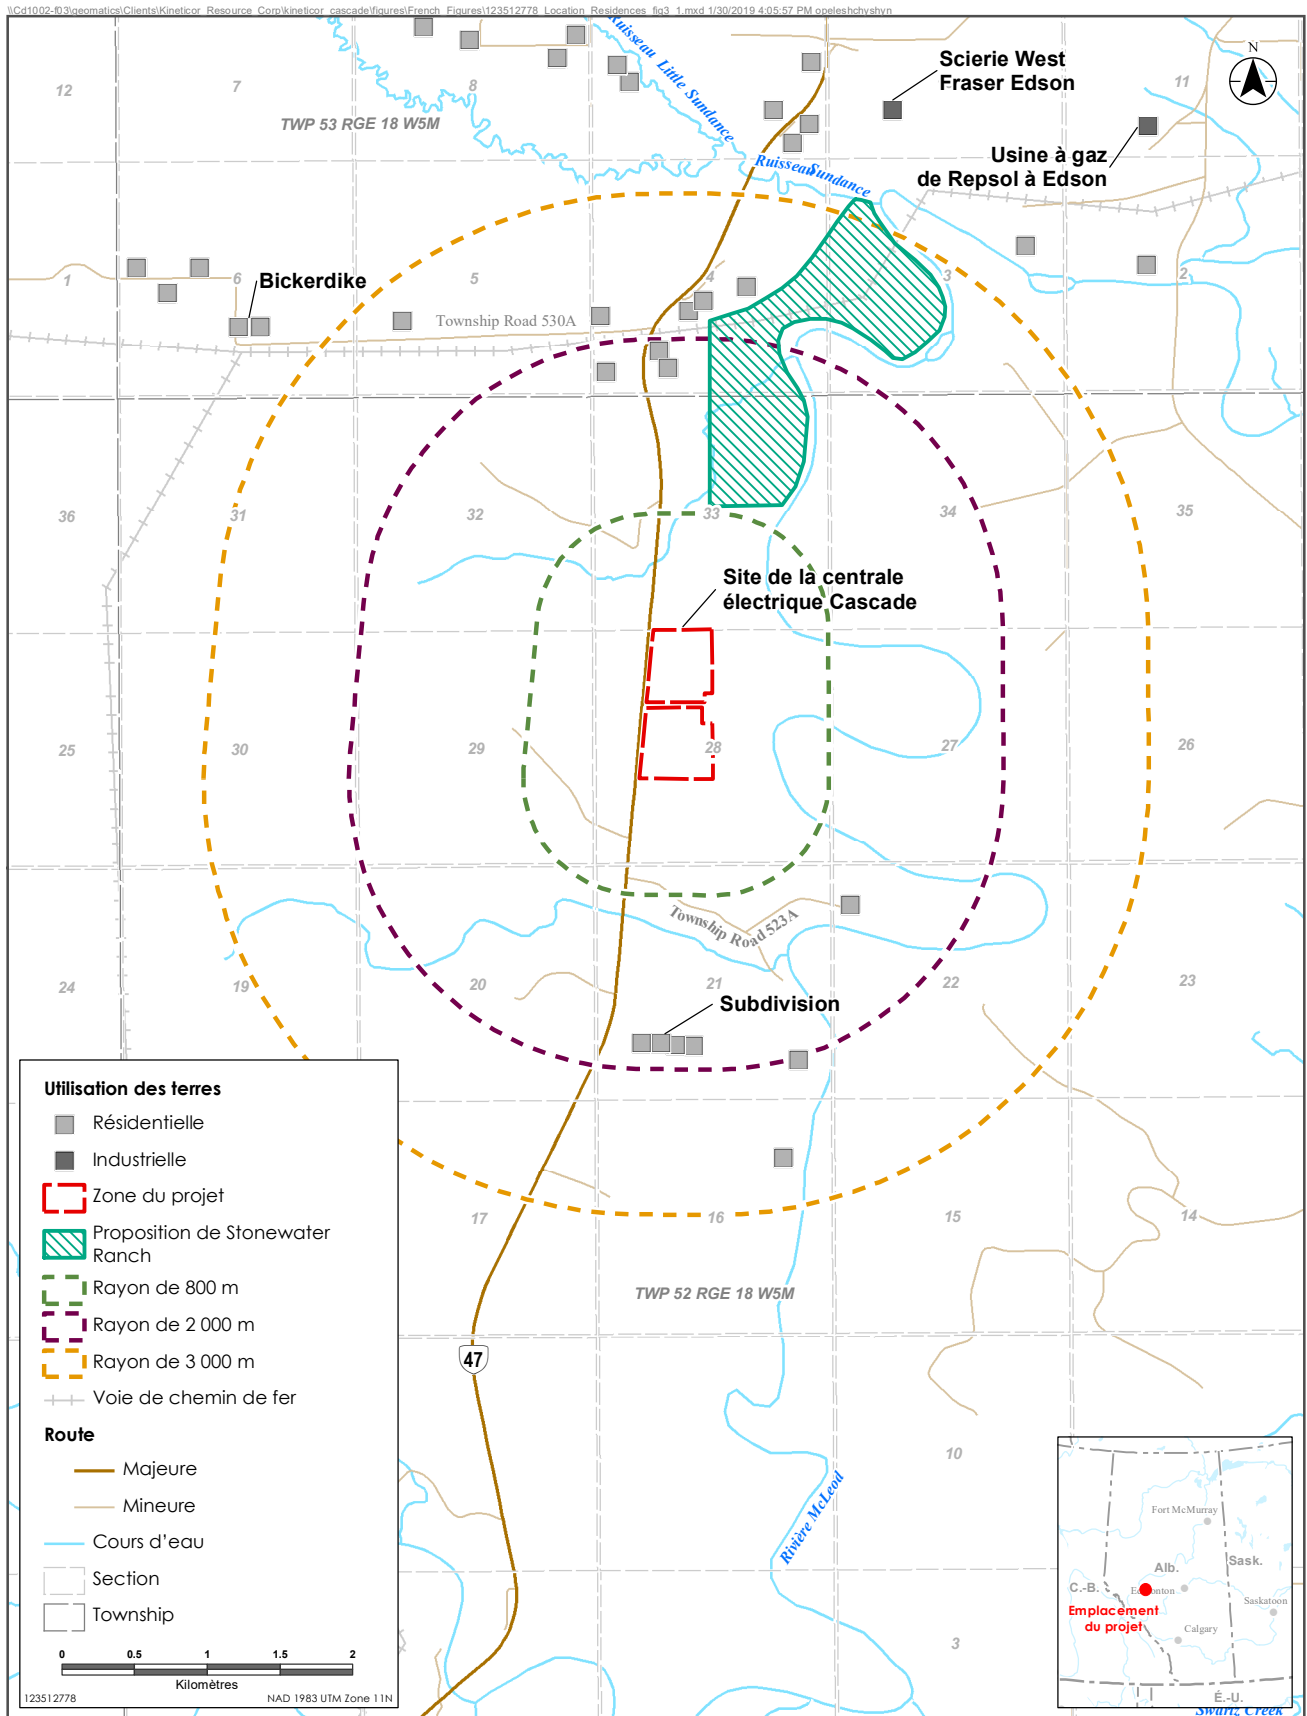 \\Cd1002-f03\geomatics\Clients\Kineticor_Resource_Corp\kineticor_cascade\figures\French_Figures\123512778_Location_Residences_fig3_1.mxd 1/30/2019 4:05:57 PM opeleshchyshyn
N
12
7
8
11
TWP 53 RGE 18 W5M
Ruisseau Little Sundance
Scierie West
Fraser Edson
Usine à gaz
de Repsol à Edson
Ruisseau Sundance
1
6
Bickerdike
5
4
3
2
Township Road 530A
36
31
32
33
34
35
Site de la centrale
électrique Cascade
25
30
29
28
27
26
Township Road 523A
24
19
20
21
22
23
Subdivision
17
16
15
14
TWP 52 RGE 18 W5M
47
10
Rivière McLeod
3
Swartz Creek
Utilisation des terres
Résidentielle
Industrielle
Zone du projet
Proposition de Stonewater
Ranch
Rayon de 800 m
Rayon de 2 000 m
Rayon de 3 000 m
Voie de chemin de fer
Route
Majeure
Mineure
Cours d'eau
Section
Township
0 0.5 1 1.5 2
Kilomètres
123512778 NAD 1983 UTM Zone 11N
Fort McMurray
Alb.
Sask.
C.-B.
Edmonton
Saskatoon
Emplacement
du projet
Calgary
É.-U.